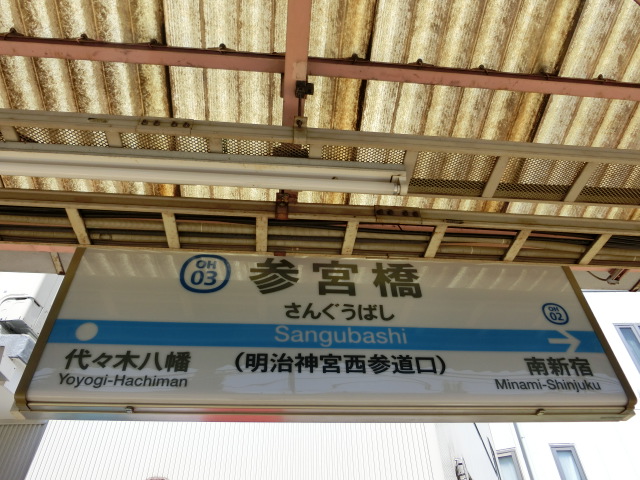 OH
03
参宮橋
さんぐうばし
OH
02
Sangubashi
代々木八幡
(明治神宮西参道口)
南新宿
Yoyogi-Hachiman
Minami-Shinjuku